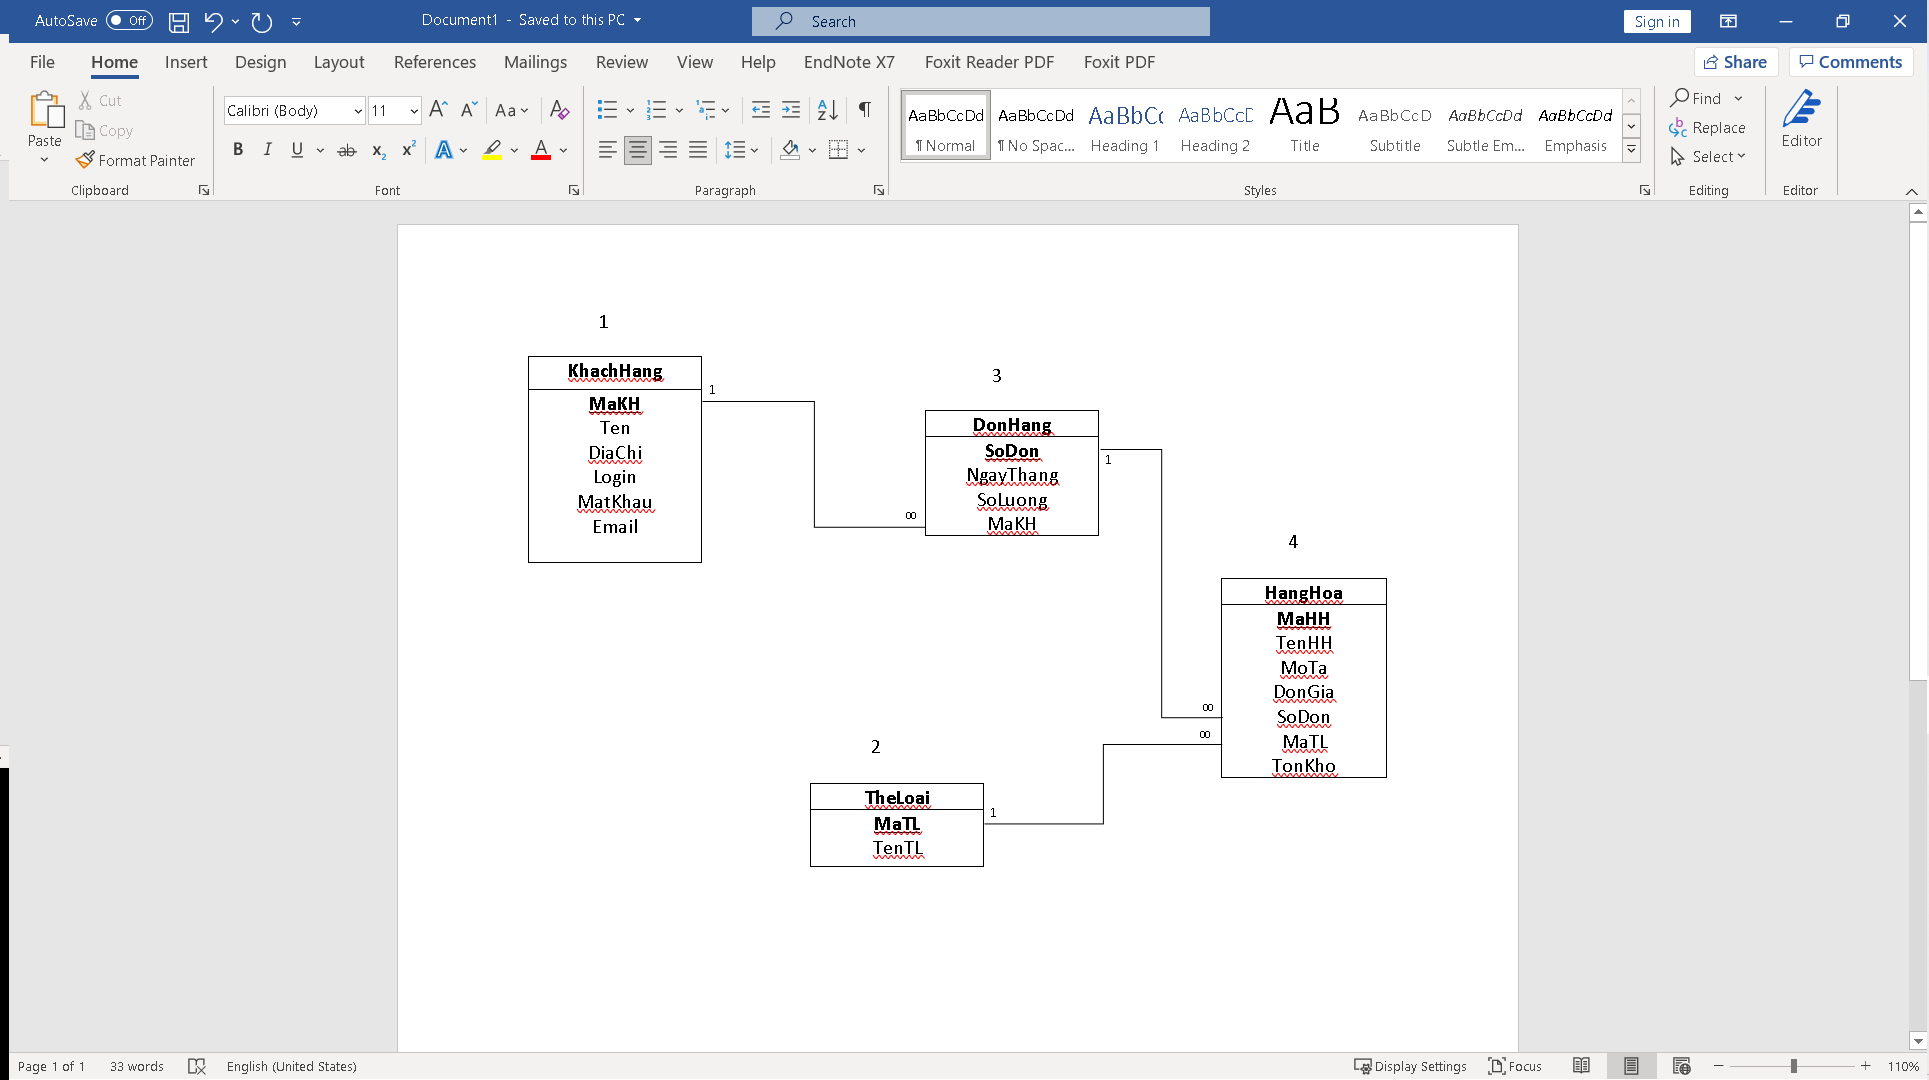 AutoSave Off Document1 - Saved to this PC Search Sign in
File Home Insert Design Layout References Mailings Review View Help EndNote X7 Foxit Reader PDF Foxit PDF Share Comments
Paste
Cut
Copy
Format Painter
Clipboard
Calibri (Body) 11
Font
Paragraph
AaBbCcDd AaBbCcDd AaBbCc AaBbCcD AaB AaBbCcD AaBbCcDd AaBbCcDd
¶ Normal ¶ No Spac... Heading 1 Heading 2 Title Subtitle Subtle Em... Emphasis
Styles
Find
Replace
Select
Editing
Editor
Editor
1
KhachHang
MaKH
Ten
DiaChi
Login
MatKhau
Email
1
∞
3
DonHang
SoDon
NgayThang
SoLuong
MaKH
1
∞
4
HangHoa
MaHH
TenHH
MoTa
DonGia
SoDon
MaTL
TonKho
∞
2
TheLoai
MaTL
TenTL
1
Page 1 of 1 33 words English (United States) Display Settings Focus 110%